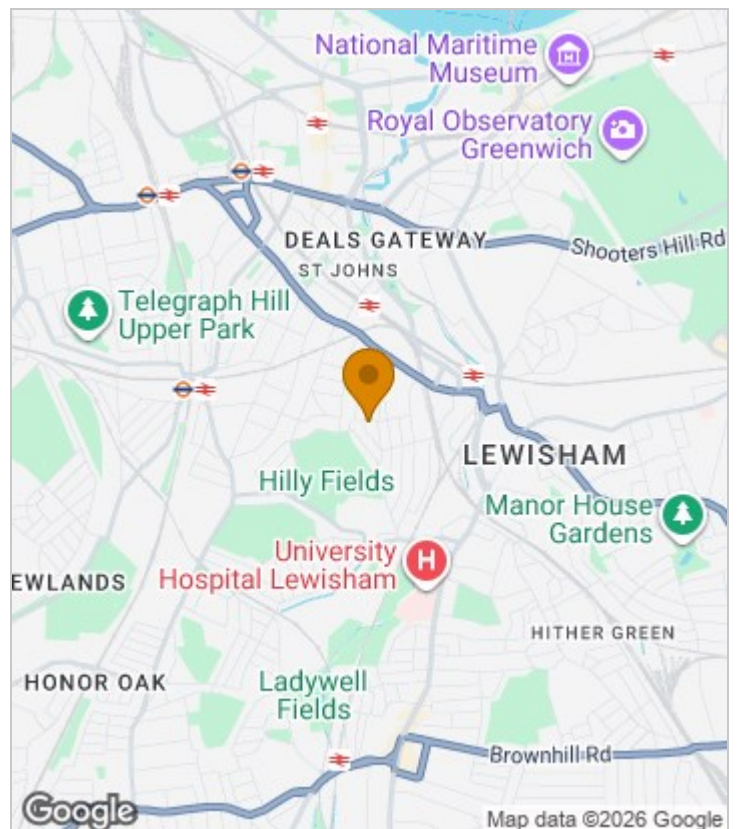 National Maritime
Museum
Royal Observatory
Greenwich
DEALS GATEWAY
Shooters Hill Rd
ST JOHNS
Telegraph Hill
Upper Park
LEWISHAM
Hilly Fields
Manor House
Gardens
University
Hospital Lewisham
H
EWLANDS
HITHER GREEN
HONOR OAK
Ladywell
Fields
Brownhill Rd
Google
Map data ©2026 Google